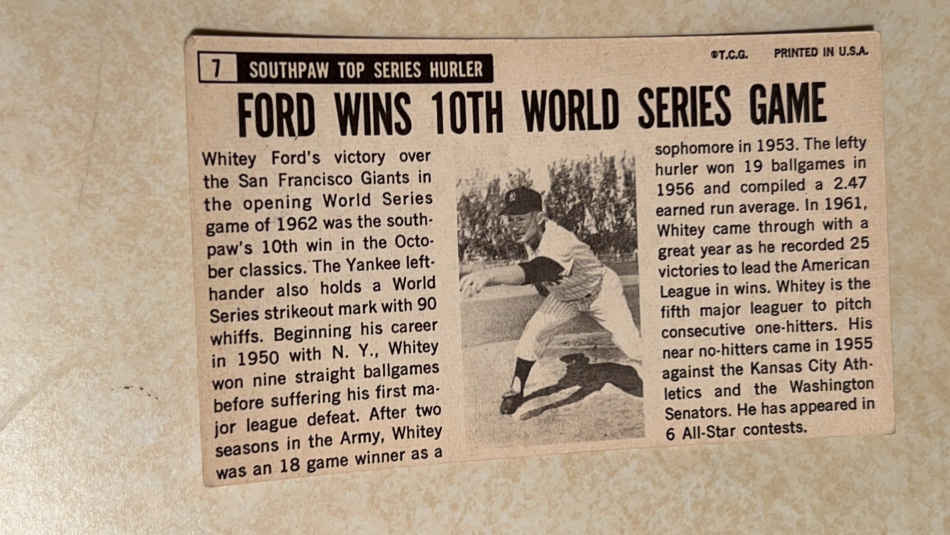 7 SOUTHPAW TOP SERIES HURLER
©T.C.G. PRINTED IN U.S.A.
FORD WINS 10TH WORLD SERIES GAME
Whitey Ford's victory over
the San Francisco Giants in
the opening World Series
game of 1962 was the south-
paw's 10th win in the Octo-
ber classics. The Yankee left-
hander also holds a World
Series strikeout mark with 90
whiffs. Beginning his career
in 1950 with N. Y., Whitey
won nine straight ballgames
before suffering his first ma-
jor league defeat. After two
seasons in the Army, Whitey
was an 18 game winner as a
sophomore in 1953. The lefty
hurler won 19 ballgames in
1956 and compiled a 2.47
earned run average. In 1961,
Whitey came through with a
great year as he recorded 25
victories to lead the American
League in wins. Whitey is the
fifth major leaguer to pitch
consecutive one-hitters. His
near no-hitters came in 1955
against the Kansas City Ath-
letics and the Washington
Senators. He has appeared in
6 All-Star contests.